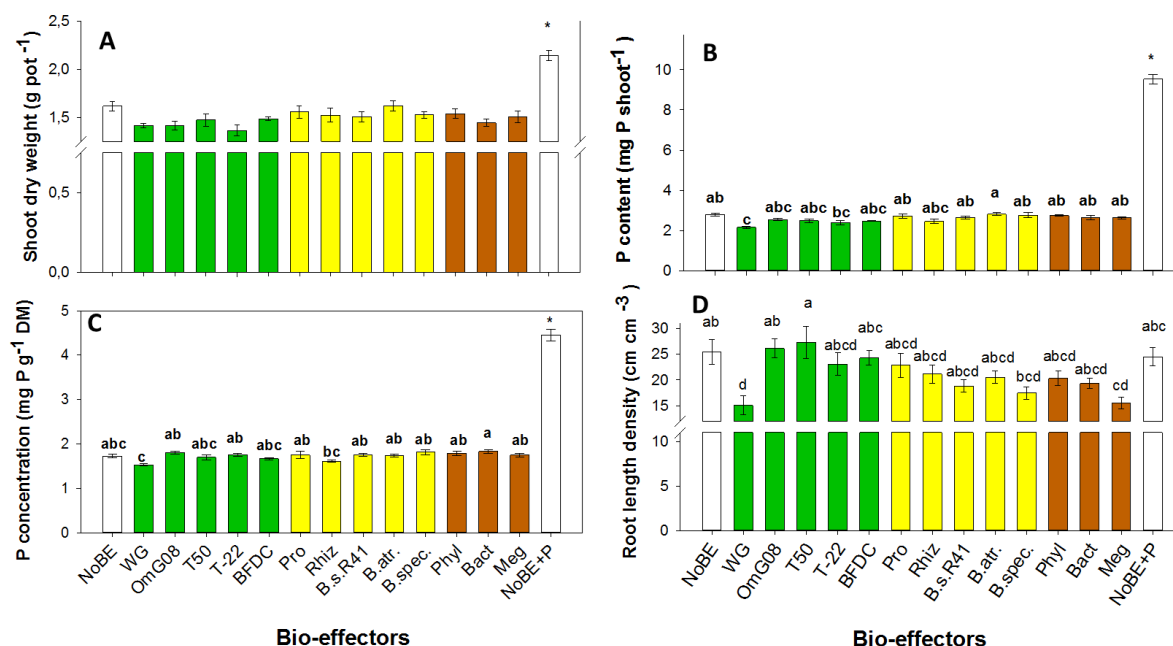 A
Shoot dry weight (g pot -1)
2,5
2,0
1,5
0,5
0,0
*
B
P content (mg P shoot-1)
10
8
6
4
2
0
ab c abc abc bc abc ab ab ab a ab ab ab ab *
C
P concentration (mg P g-1 DM)
5
4
3
2
1
0
abc c ab abc ab abc ab bc ab ab ab ab a ab *
D
Root length density (cm cm -3)
30
25
20
15
10
5
0
ab d ab a abcd abc abcd abcd abcd abcd bcd abcd abcd cd abc
NoBE WG OmG08 T50 T-22 BFDC Pro Rhiz B.s.R41 B.atr. B.spec. Phyl Bact Meg NoBE+P
NoBE WG OmG08 T50 T-22 BFDC Pro Rhiz B.s.R41 B.atr. B.spec. Phyl Bact Meg NoBE+P
Bio-effectors
Bio-effectors